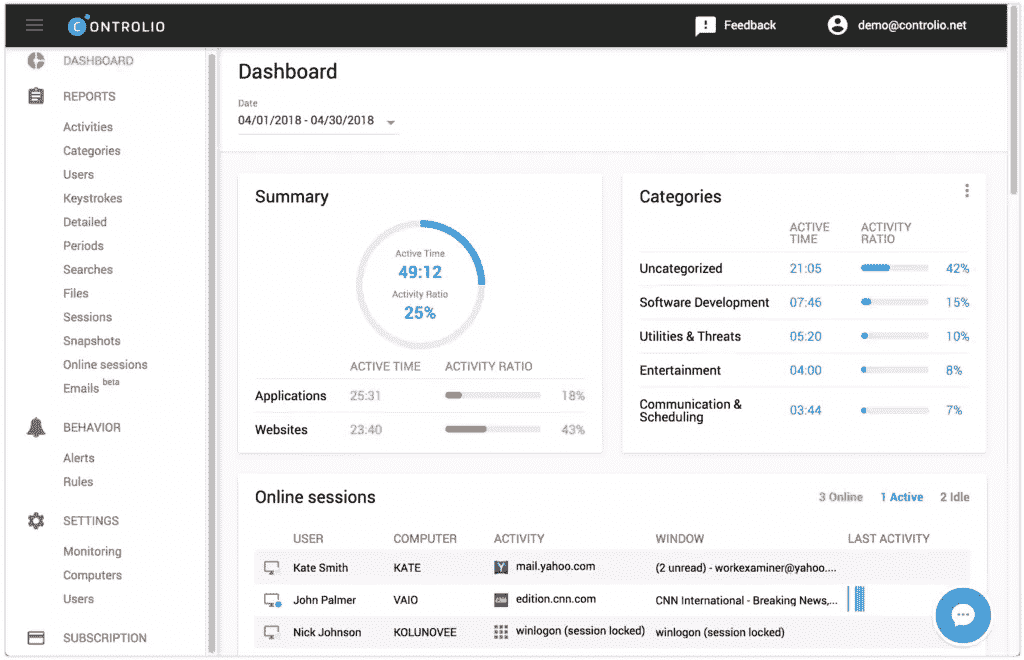 CONTROLIO
Feedback
demo@controlio.net
DASHBOARD
REPORTS
Activities
Categories
Users
Keystrokes
Detailed
Periods
Searches
Files
Sessions
Snapshots
Online sessions
Emails beta
BEHAVIOR
Alerts
Rules
SETTINGS
Monitoring
Computers
Users
SUBSCRIPTION
Dashboard
Date
04/01/2018 - 04/30/2018
Summary
Active Time
49:12
Activity Ratio
25%
ACTIVE TIME ACTIVITY RATIO
Applications 25:31 18%
Websites 23:40 43%
Categories
ACTIVE TIME ACTIVITY RATIO
Uncategorized 21:05 42%
Software Development 07:46 15%
Utilities & Threats 05:20 10%
Entertainment 04:00 8%
Communication & Scheduling 03:44 7%
Online sessions
3 Online 1 Active 2 Idle
USER COMPUTER ACTIVITY WINDOW LAST ACTIVITY
Kate Smith KATE mail.yahoo.com (2 unread) - workexaminer@yahoo....
John Palmer VAIO edition.cnn.com CNN International - Breaking News,...
Nick Johnson KOLUNOVEE winlogon (session locked) winlogon (session locked)